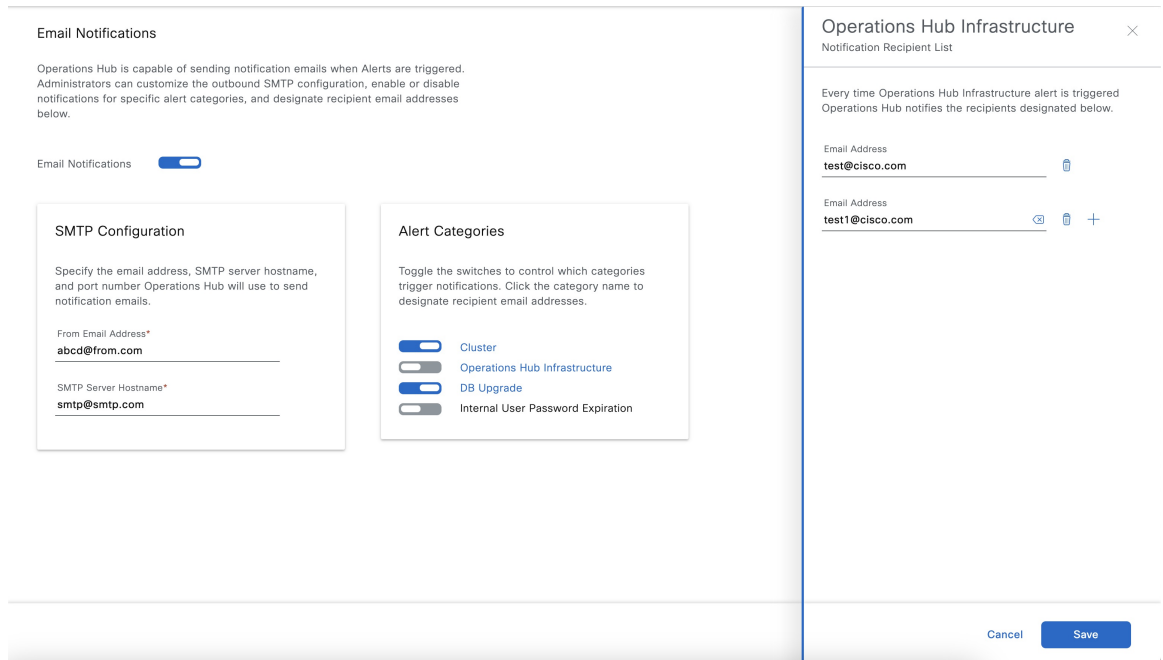 Email Notifications
Operations Hub is capable of sending notification emails when Alerts are triggered.
Administrators can customize the outbound SMTP configuration, enable or disable
notifications for specific alert categories, and designate recipient email addresses
below.
Email Notifications
SMTP Configuration
Specify the email address, SMTP server hostname,
and port number Operations Hub will use to send
notification emails.
From Email Address*
abcd@from.com
SMTP Server Hostname*
smtp@smtp.com
Alert Categories
Toggle the switches to control which categories
trigger notifications. Click the category name to
designate recipient email addresses.
Cluster
Operations Hub Infrastructure
DB Upgrade
Internal User Password Expiration
Operations Hub Infrastructure
Notification Recipient List
Every time Operations Hub Infrastructure alert is triggered
Operations Hub notifies the recipients designated below.
Email Address
test@cisco.com
Email Address
test1@cisco.com
Cancel
Save